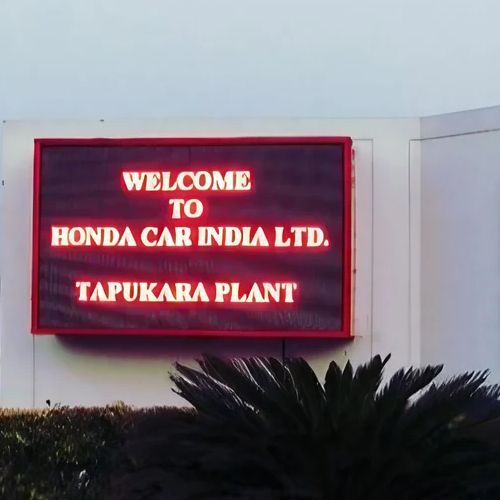 WELCOME
TO
HONDA CAR INDIA LTD.
TAPUKARA PLANT